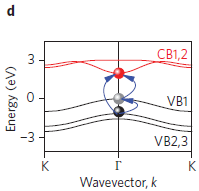 d
CB1,2
3
0
VB1
−3
VB2,3
Energy (eV)
K Γ K
Wavevector, k